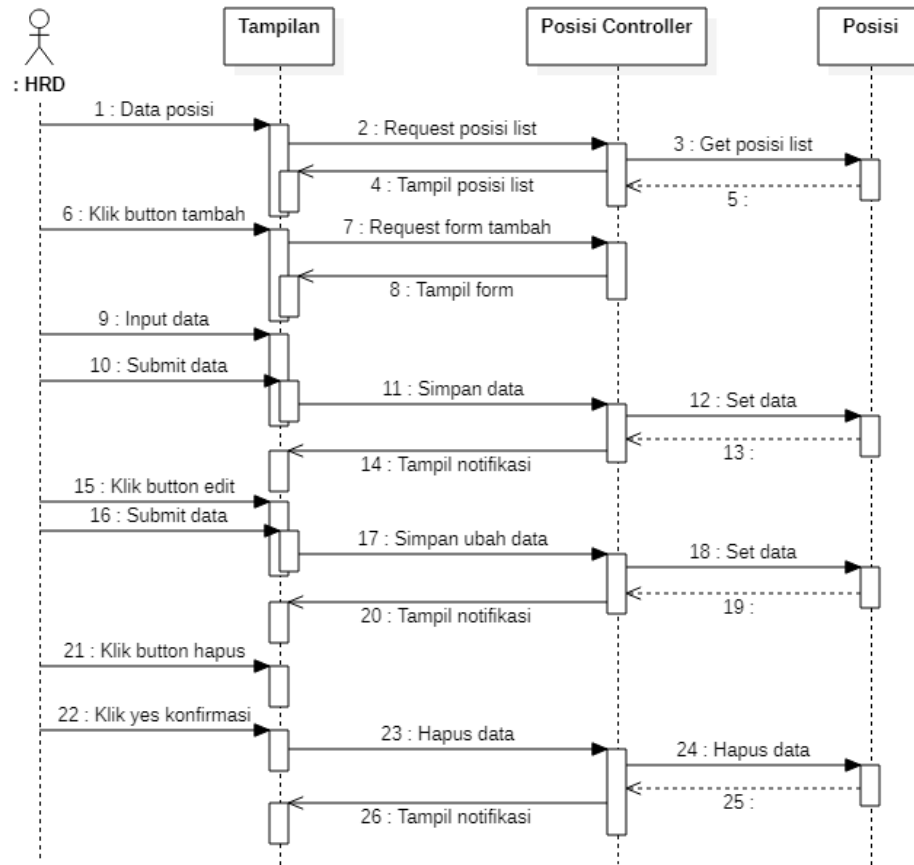 Tampilan
Posisi Controller
Posisi
: HRD
1 : Data posisi
2 : Request posisi list
3 : Get posisi list
4 : Tampil posisi list
5 :
6 : Klik button tambah
7 : Request form tambah
8 : Tampil form
9 : Input data
10 : Submit data
11 : Simpan data
12 : Set data
13 :
14 : Tampil notifikasi
15 : Klik button edit
16 : Submit data
17 : Simpan ubah data
18 : Set data
19 :
20 : Tampil notifikasi
21 : Klik button hapus
22 : Klik yes konfirmasi
23 : Hapus data
24 : Hapus data
25 :
26 : Tampil notifikasi